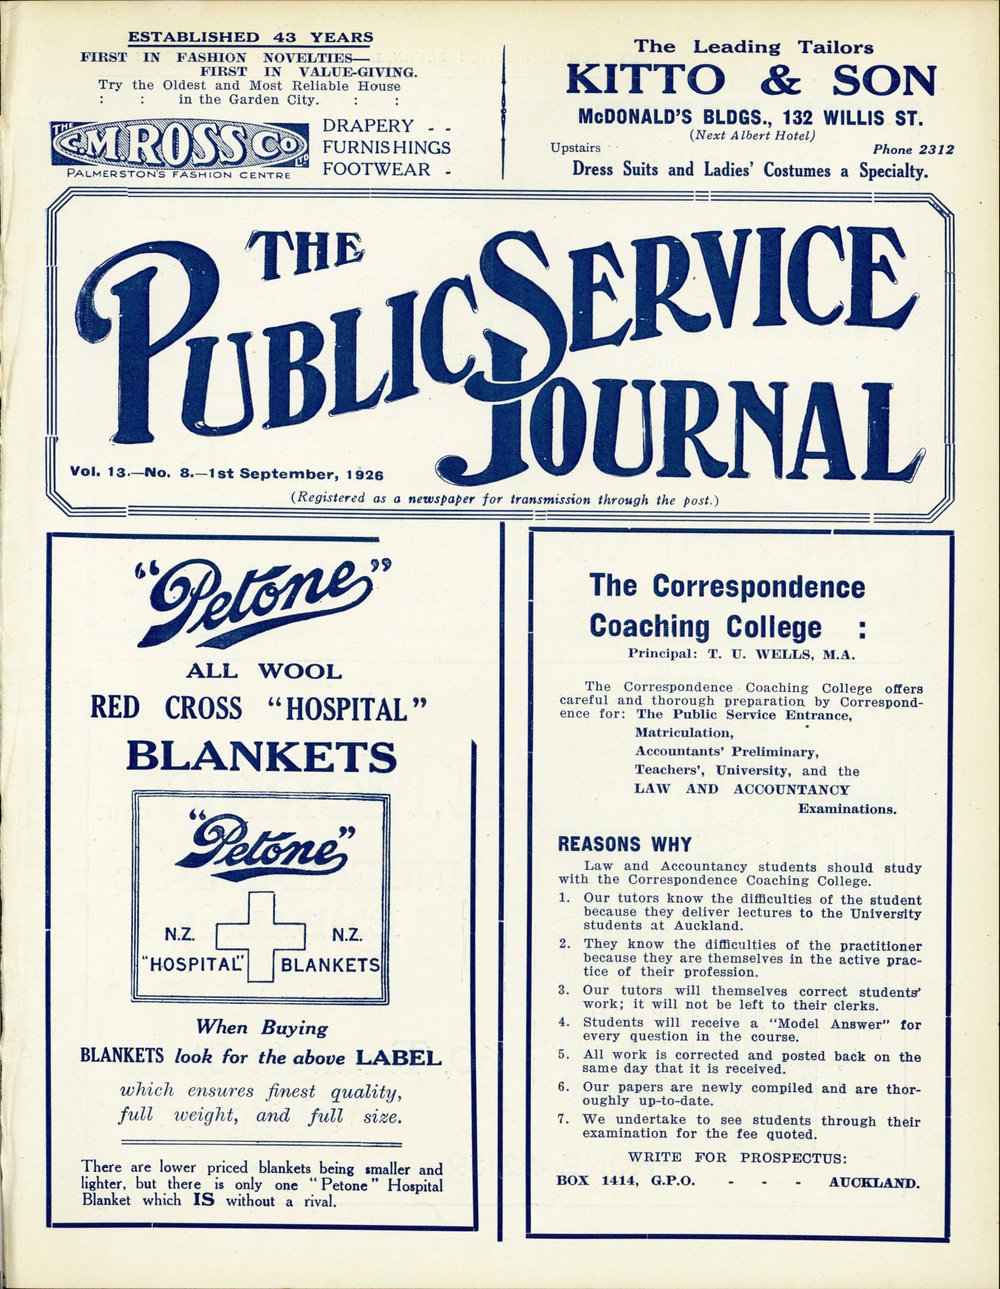 ESTABLISHED 43 YEARS
FIRST IN FASHION NOVELTIES—
FIRST IN VALUE-GIVING.
Try the Oldest and Most Reliable House
: : in the Garden City. : :
THE C.M. ROSS CO LTD
PALMERSTON'S FASHION CENTRE
DRAPERY - -
FURNISHINGS
FOOTWEAR -
The Leading Tailors
KITTO & SON
McDONALD'S BLDGS., 132 WILLIS ST.
(Next Albert Hotel)
Upstairs Phone 2312
Dress Suits and Ladies' Costumes a Specialty.
THE
PUBLIC SERVICE
JOURNAL
Vol. 13.—No. 8.—1st September, 1926
(Registered as a newspaper for transmission through the post.)
"Petone"
ALL WOOL
RED CROSS "HOSPITAL"
BLANKETS
"Petone"
N.Z. N.Z.
"HOSPITAL" BLANKETS
When Buying
BLANKETS look for the above LABEL
which ensures finest quality,
full weight, and full size.
There are lower priced blankets being smaller and
lighter, but there is only one "Petone" Hospital
Blanket which IS without a rival.
The Correspondence
Coaching College :
Principal: T. U. WELLS, M.A.
The Correspondence Coaching College offers
careful and thorough preparation by Correspond-
ence for: The Public Service Entrance,
Matriculation,
Accountants' Preliminary,
Teachers', University, and the
LAW AND ACCOUNTANCY
Examinations.
REASONS WHY
Law and Accountancy students should study
with the Correspondence Coaching College.
1. Our tutors know the difficulties of the student
because they deliver lectures to the University
students at Auckland.
2. They know the difficulties of the practitioner
because they are themselves in the active prac-
tice of their profession.
3. Our tutors will themselves correct students'
work; it will not be left to their clerks.
4. Students will receive a "Model Answer" for
every question in the course.
5. All work is corrected and posted back on the
same day that it is received.
6. Our papers are newly compiled and are thor-
oughly up-to-date.
7. We undertake to see students through their
examination for the fee quoted.
WRITE FOR PROSPECTUS:
BOX 1414, G.P.O. - - - AUCKLAND.